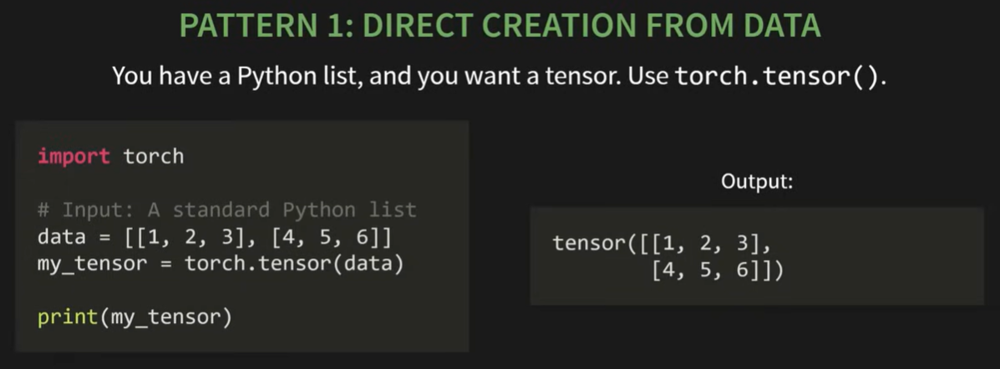 PATTERN 1: DIRECT CREATION FROM DATA
You have a Python list, and you want a tensor. Use torch.tensor().
import torch
# Input: A standard Python list
data = [[1, 2, 3], [4, 5, 6]]
my_tensor = torch.tensor(data)
print(my_tensor)
Output:
tensor([[1, 2, 3],
        [4, 5, 6]])